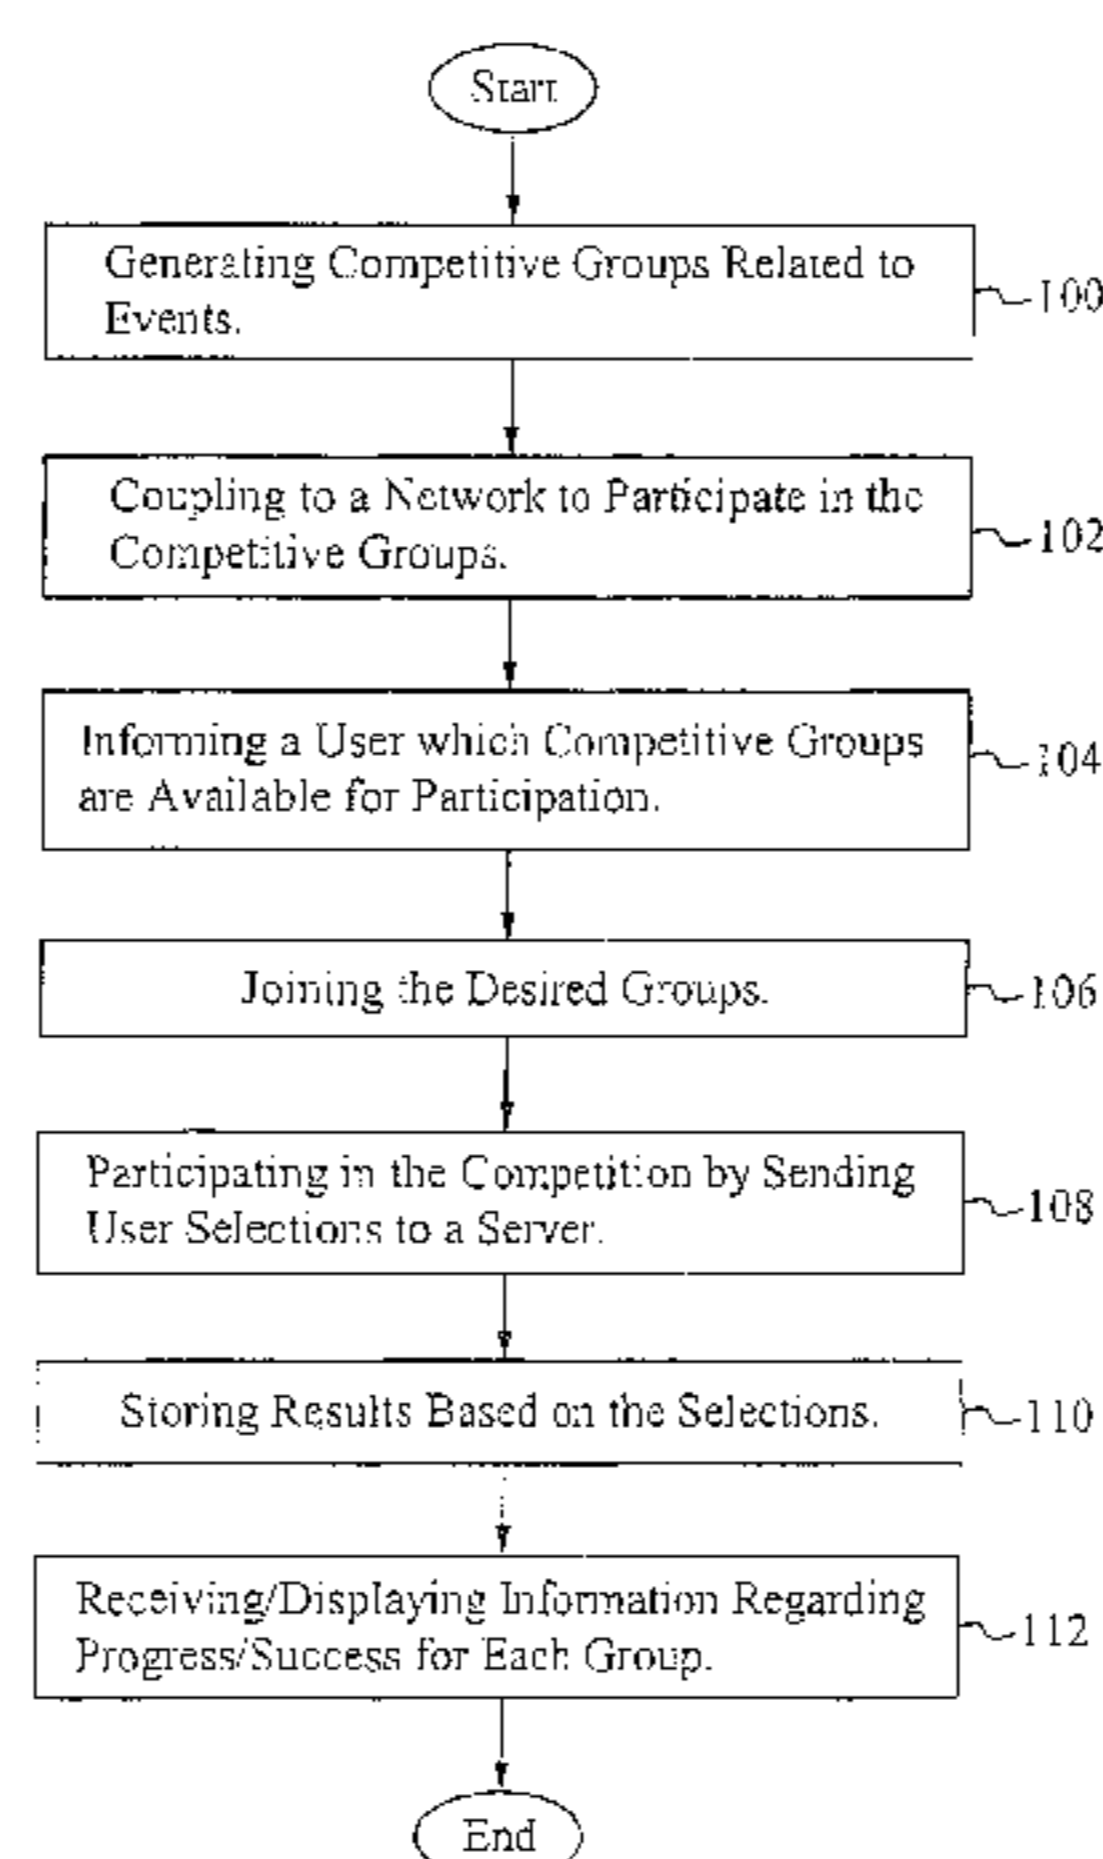 Start
Generating Competitive Groups Related to
Events.
100
Coupling to a Network to Participate in the
Competitive Groups.
102
Informing a User which Competitive Groups
are Available for Participation.
104
Joining the Desired Groups.
106
Participating in the Competition by Sending
User Selections to a Server.
108
Storing Results Based on the Selections.
110
Receiving/Displaying Information Regarding
Progress/Success for Each Group.
112
End